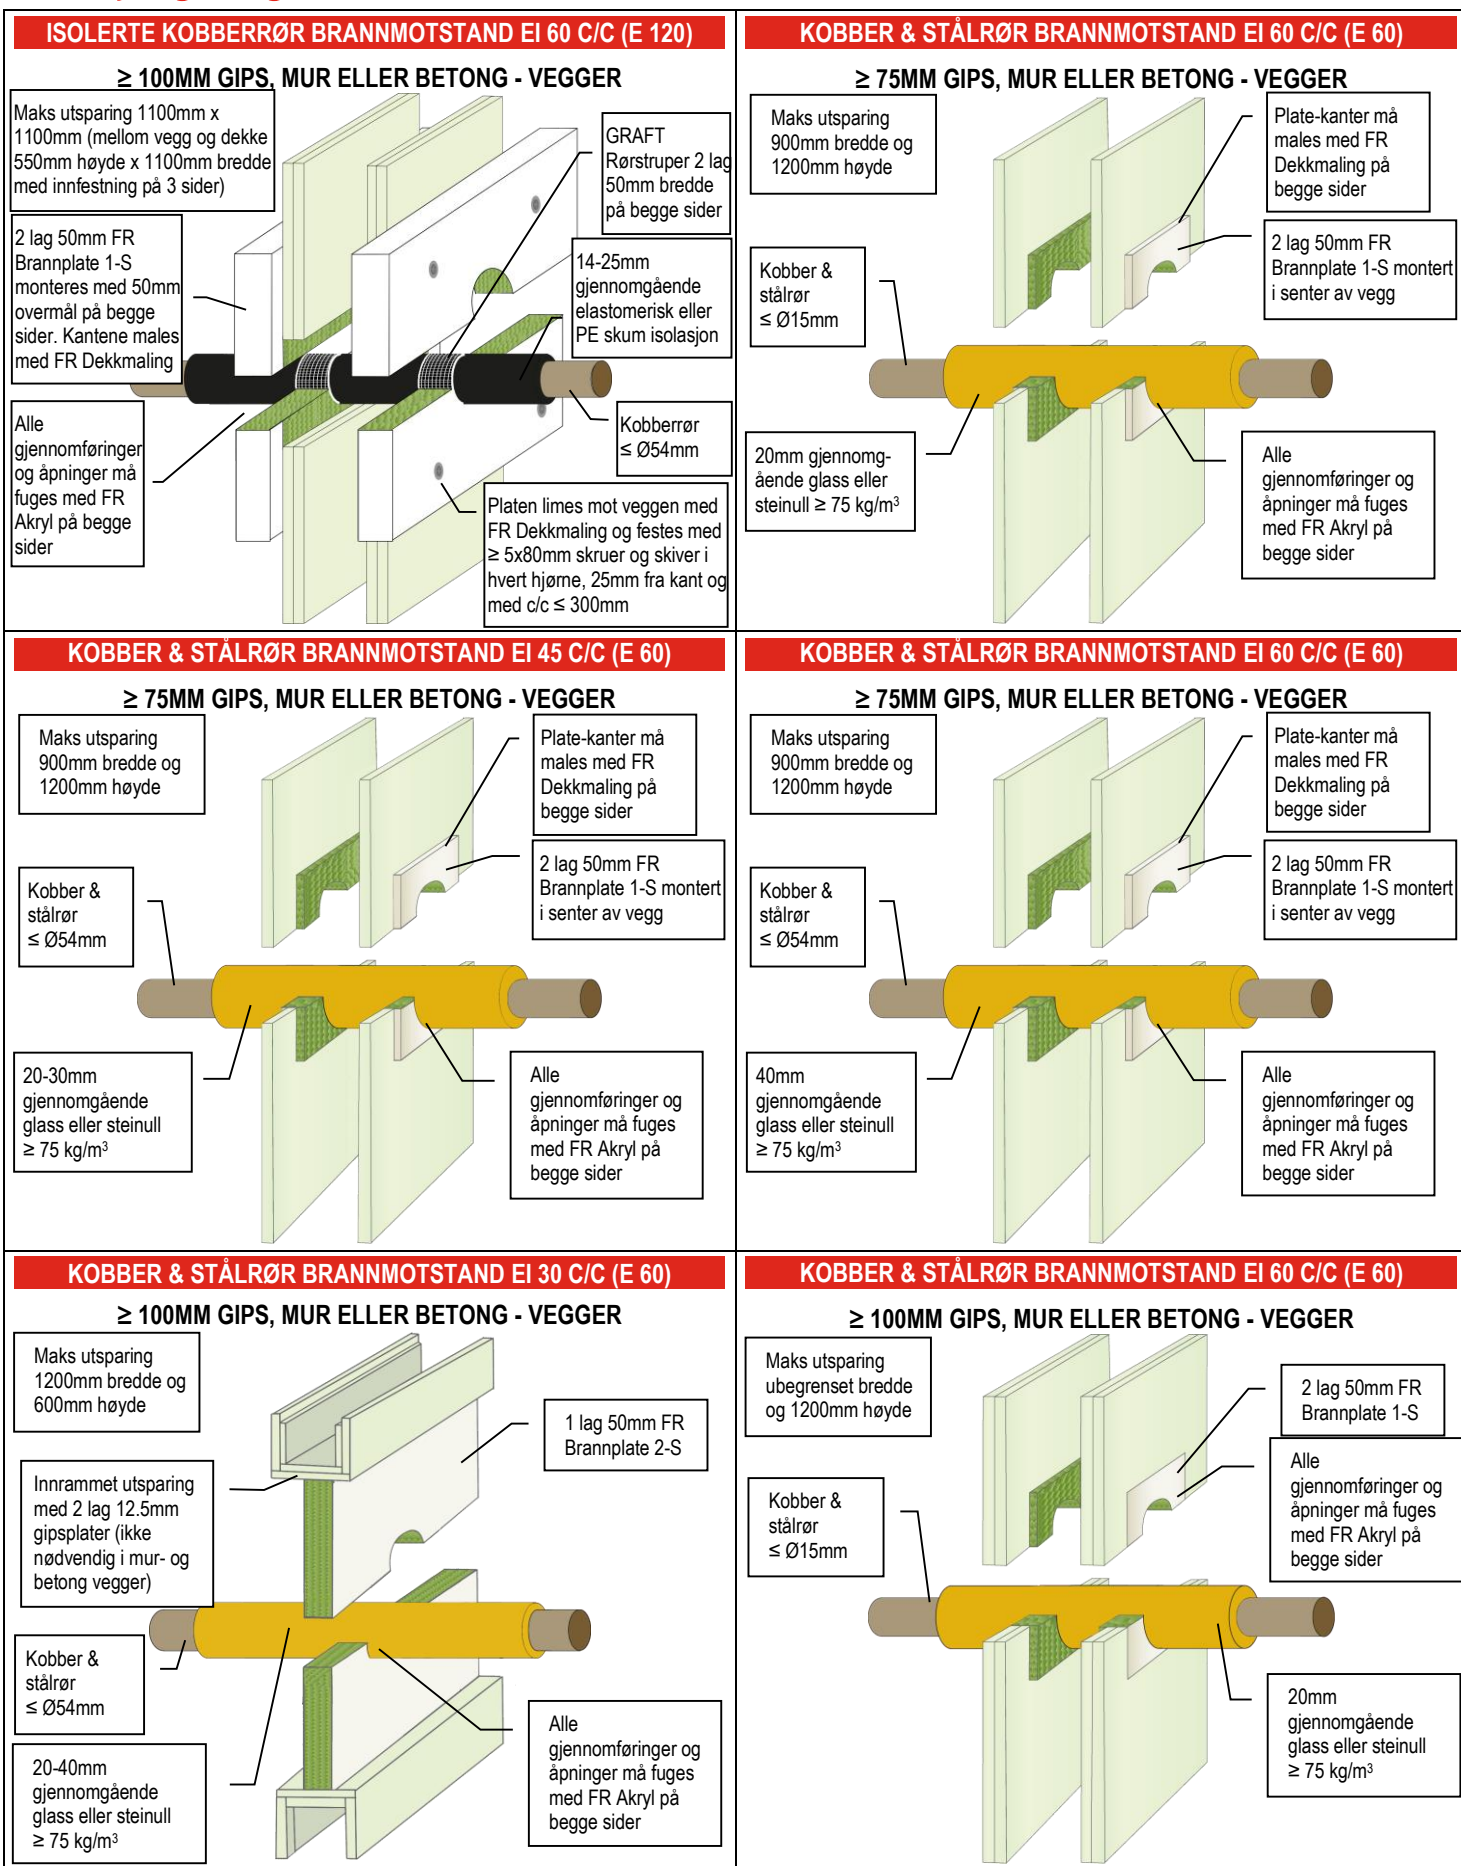 ISOLERTE KOBBERRØR BRANNMOTSTAND EI 60 C/C (E 120)
≥ 100MM GIPS, MUR ELLER BETONG - VEGGER
Maks utsparing 1100mm x
1100mm (mellom vegg og dekke
550mm høyde x 1100mm bredde
med innfestning på 3 sider)
GRAFT
Rørstruper 2 lag
50mm bredde
på begge sider
2 lag 50mm FR
Brannplate 1-S
monteres med 50mm
overmål på begge
sider. Kantene males
med FR Dekkmaling
14-25mm
gjennomgående
elastomerisk eller
PE skum isolasjon
Alle
gjennomføringer
og åpninger må
fuges med FR
Akryl på begge
sider
Kobberrør
≤ Ø54mm
Platen limes mot veggen med
FR Dekkmaling og festes med
≥ 5x80mm skruer og skiver i
hvert hjørne, 25mm fra kant og
med c/c ≤ 300mm
KOBBER & STÅLRØR BRANNMOTSTAND EI 60 C/C (E 60)
≥ 75MM GIPS, MUR ELLER BETONG - VEGGER
Maks utsparing
900mm bredde og
1200mm høyde
Plate-kanter må
males med FR
Dekkmaling på
begge sider
2 lag 50mm FR
Brannplate 1-S montert
i senter av vegg
Kobber &
stålrør
≤ Ø15mm
20mm gjennomg-
ående glass eller
steinull ≥ 75 kg/m³
Alle
gjennomføringer og
åpninger må fuges
med FR Akryl på
begge sider
KOBBER & STÅLRØR BRANNMOTSTAND EI 45 C/C (E 60)
≥ 75MM GIPS, MUR ELLER BETONG - VEGGER
Maks utsparing
900mm bredde og
1200mm høyde
Plate-kanter må
males med FR
Dekkmaling på
begge sider
2 lag 50mm FR
Brannplate 1-S montert
i senter av vegg
Kobber &
stålrør
≤ Ø54mm
20-30mm
gjennomgående
glass eller steinull
≥ 75 kg/m³
Alle
gjennomføringer og
åpninger må fuges
med FR Akryl på
begge sider
KOBBER & STÅLRØR BRANNMOTSTAND EI 60 C/C (E 60)
≥ 75MM GIPS, MUR ELLER BETONG - VEGGER
Maks utsparing
900mm bredde og
1200mm høyde
Plate-kanter må
males med FR
Dekkmaling på
begge sider
2 lag 50mm FR
Brannplate 1-S montert
i senter av vegg
Kobber &
stålrør
≤ Ø54mm
40mm
gjennomgående
glass eller steinull
≥ 75 kg/m³
Alle
gjennomføringer og
åpninger må fuges
med FR Akryl på
begge sider
KOBBER & STÅLRØR BRANNMOTSTAND EI 30 C/C (E 60)
≥ 100MM GIPS, MUR ELLER BETONG - VEGGER
Maks utsparing
1200mm bredde og
600mm høyde
1 lag 50mm FR
Brannplate 2-S
Innrammet utsparing
med 2 lag 12.5mm
gipsplater (ikke
nødvendig i mur- og
betong vegger)
Kobber &
stålrør
≤ Ø54mm
20-40mm
gjennomgående
glass eller steinull
≥ 75 kg/m³
Alle
gjennomføringer og
åpninger må fuges
med FR Akryl på
begge sider
KOBBER & STÅLRØR BRANNMOTSTAND EI 60 C/C (E 60)
≥ 100MM GIPS, MUR ELLER BETONG - VEGGER
Maks utsparing
ubegrenset bredde
og 1200mm høyde
2 lag 50mm FR
Brannplate 1-S
Alle
gjennomføringer og
åpninger må fuges
med FR Akryl på
begge sider
Kobber &
stålrør
≤ Ø15mm
20mm
gjennomgående
glass eller steinull
≥ 75 kg/m³